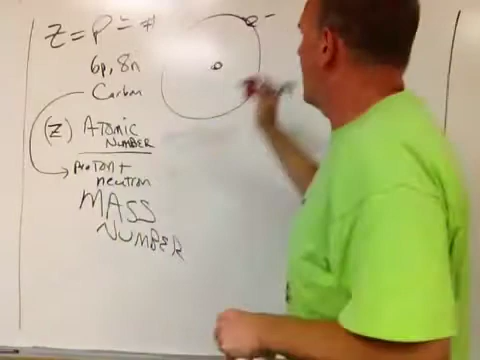 Z = P = #
e-
6p, 8n
Carbon
(Z) ATOMIC
NUMBER
proton +
neutron
MASS
NUMBER